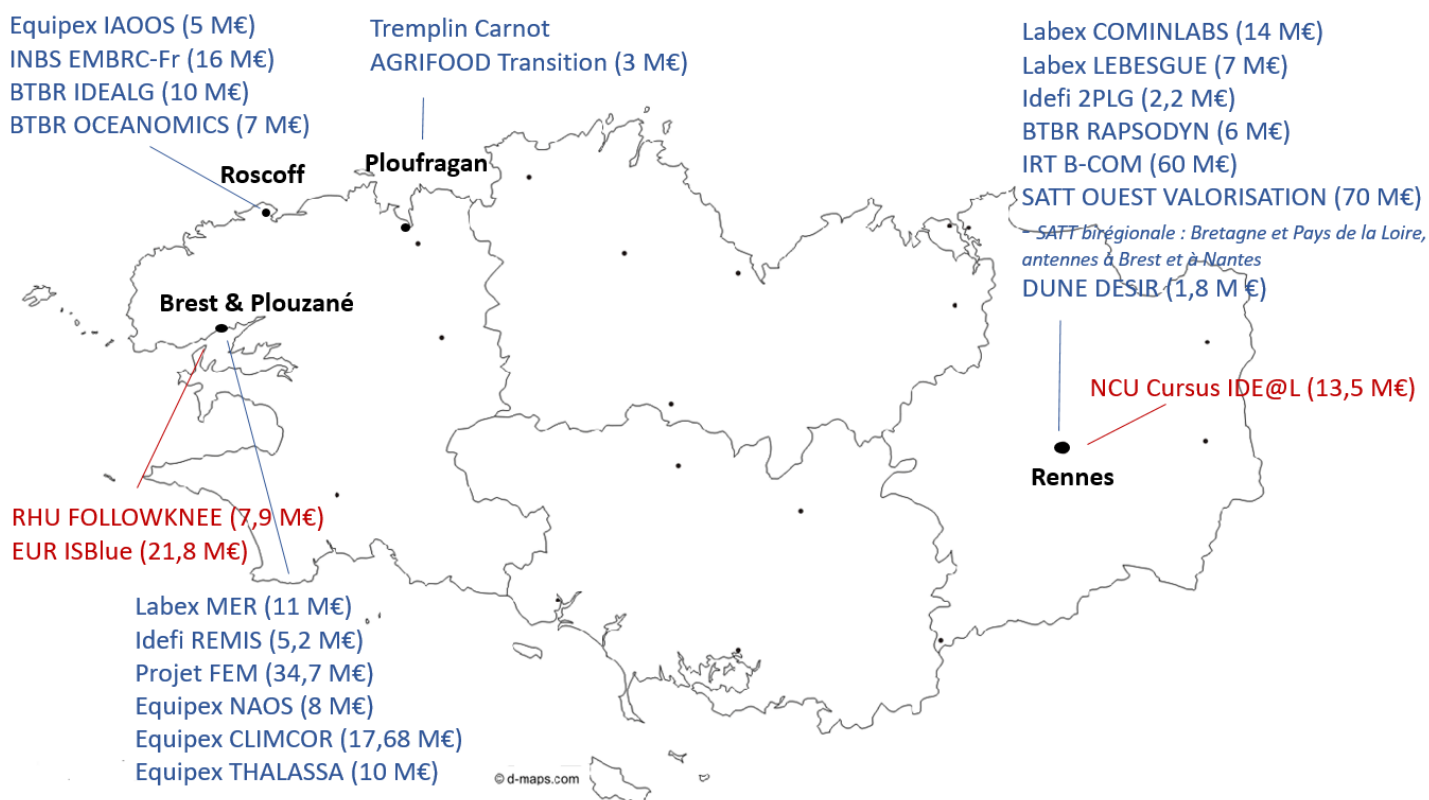 Equipex IAOOS (5 M€)
INBS EMBRC-Fr (16 M€)
BTBR IDEALG (10 M€)
BTBR OCEANOMICS (7 M€)
Tremplin Carnot
AGRIFOOD Transition (3 M€)
Labex COMINLABS (14 M€)
Labex LEBESGUE (7 M€)
Idefi 2PLG (2,2 M€)
BTBR RAPSODYN (6 M€)
IRT B-COM (60 M€)
SATT OUEST VALORISATION (70 M€)
- SATT birégionale : Bretagne et Pays de la Loire,
antennes à Brest et à Nantes
DUNE DESIR (1,8 M €)
Roscoff
Ploufragan
Brest & Plouzané
NCU Cursus IDE@L (13,5 M€)
Rennes
RHU FOLLOWKNEE (7,9 M€)
EUR ISBlue (21,8 M€)
Labex MER (11 M€)
Idefi REMIS (5,2 M€)
Projet FEM (34,7 M€)
Equipex NAOS (8 M€)
Equipex CLIMCOR (17,68 M€)
Equipex THALASSA (10 M€)
© d-maps.com